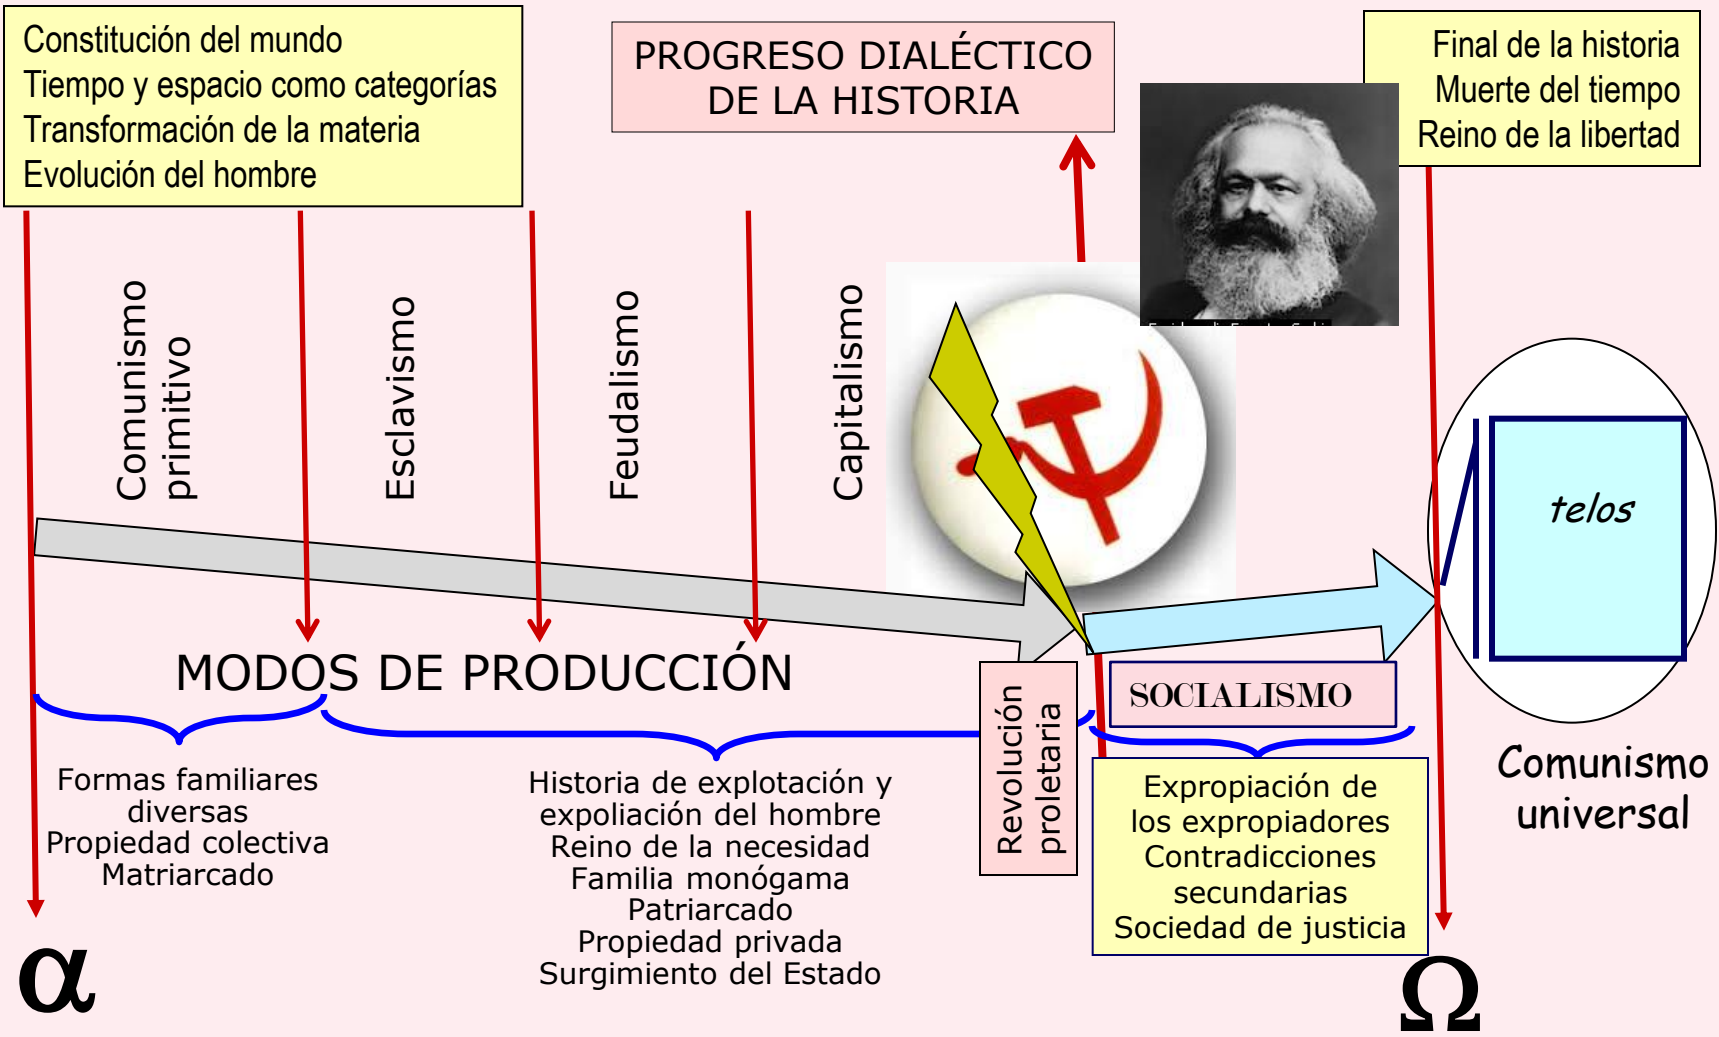 Constitución del mundo
Tiempo y espacio como categorías
Transformación de la materia
Evolución del hombre
PROGRESO DIALÉCTICO
DE LA HISTORIA
Final de la historia
Muerte del tiempo
Reino de la libertad
Comunismo
primitivo
Esclavismo
Feudalismo
Capitalismo
telos
MODOS DE PRODUCCIÓN
Revolución
proletaria
SOCIALISMO
Comunismo
universal
Formas familiares
diversas
Propiedad colectiva
Matriarcado
Historia de explotación y
expoliación del hombre
Reino de la necesidad
Familia monógama
Patriarcado
Propiedad privada
Surgimiento del Estado
Expropiación de
los expropiadores
Contradicciones
secundarias
Sociedad de justicia
α
Ω